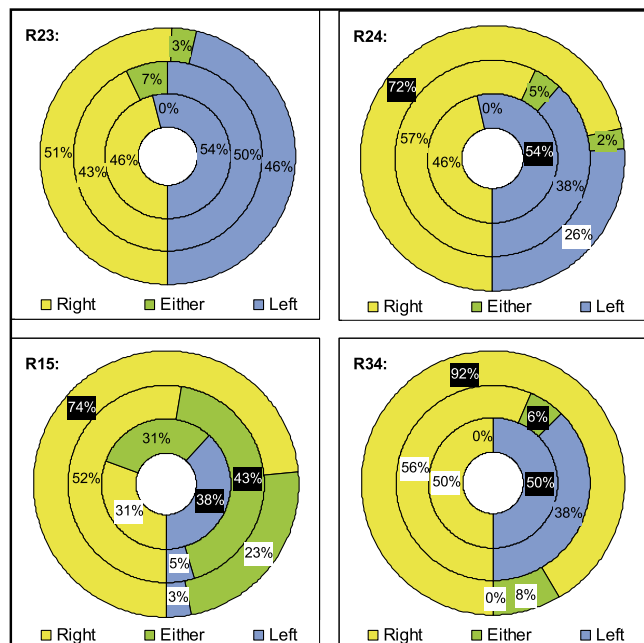 R23:
3%
7%
0%
51%
43%
46%
54%
50%
46%
Right
Either
Left
R24:
72%
5%
0%
2%
57%
46%
54%
38%
26%
Right
Either
Left
R15:
74%
31%
52%
31%
38%
43%
23%
5%
3%
Right
Either
Left
R34:
92%
6%
0%
56%
50%
50%
38%
0%
8%
Right
Either
Left